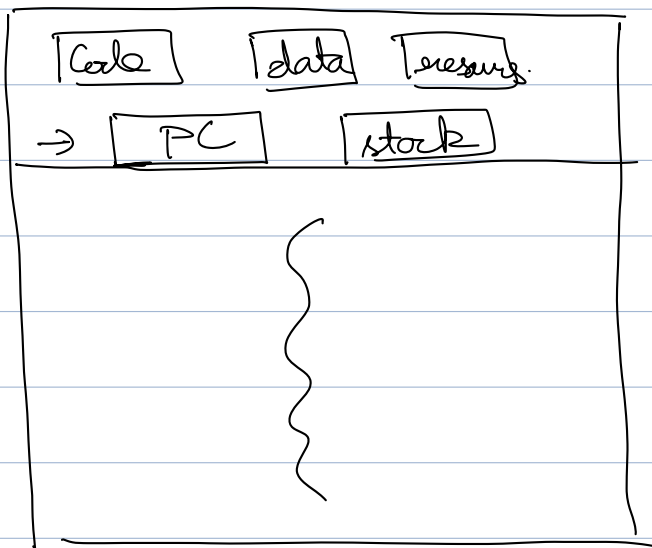 Code data resours.
→ PC stack